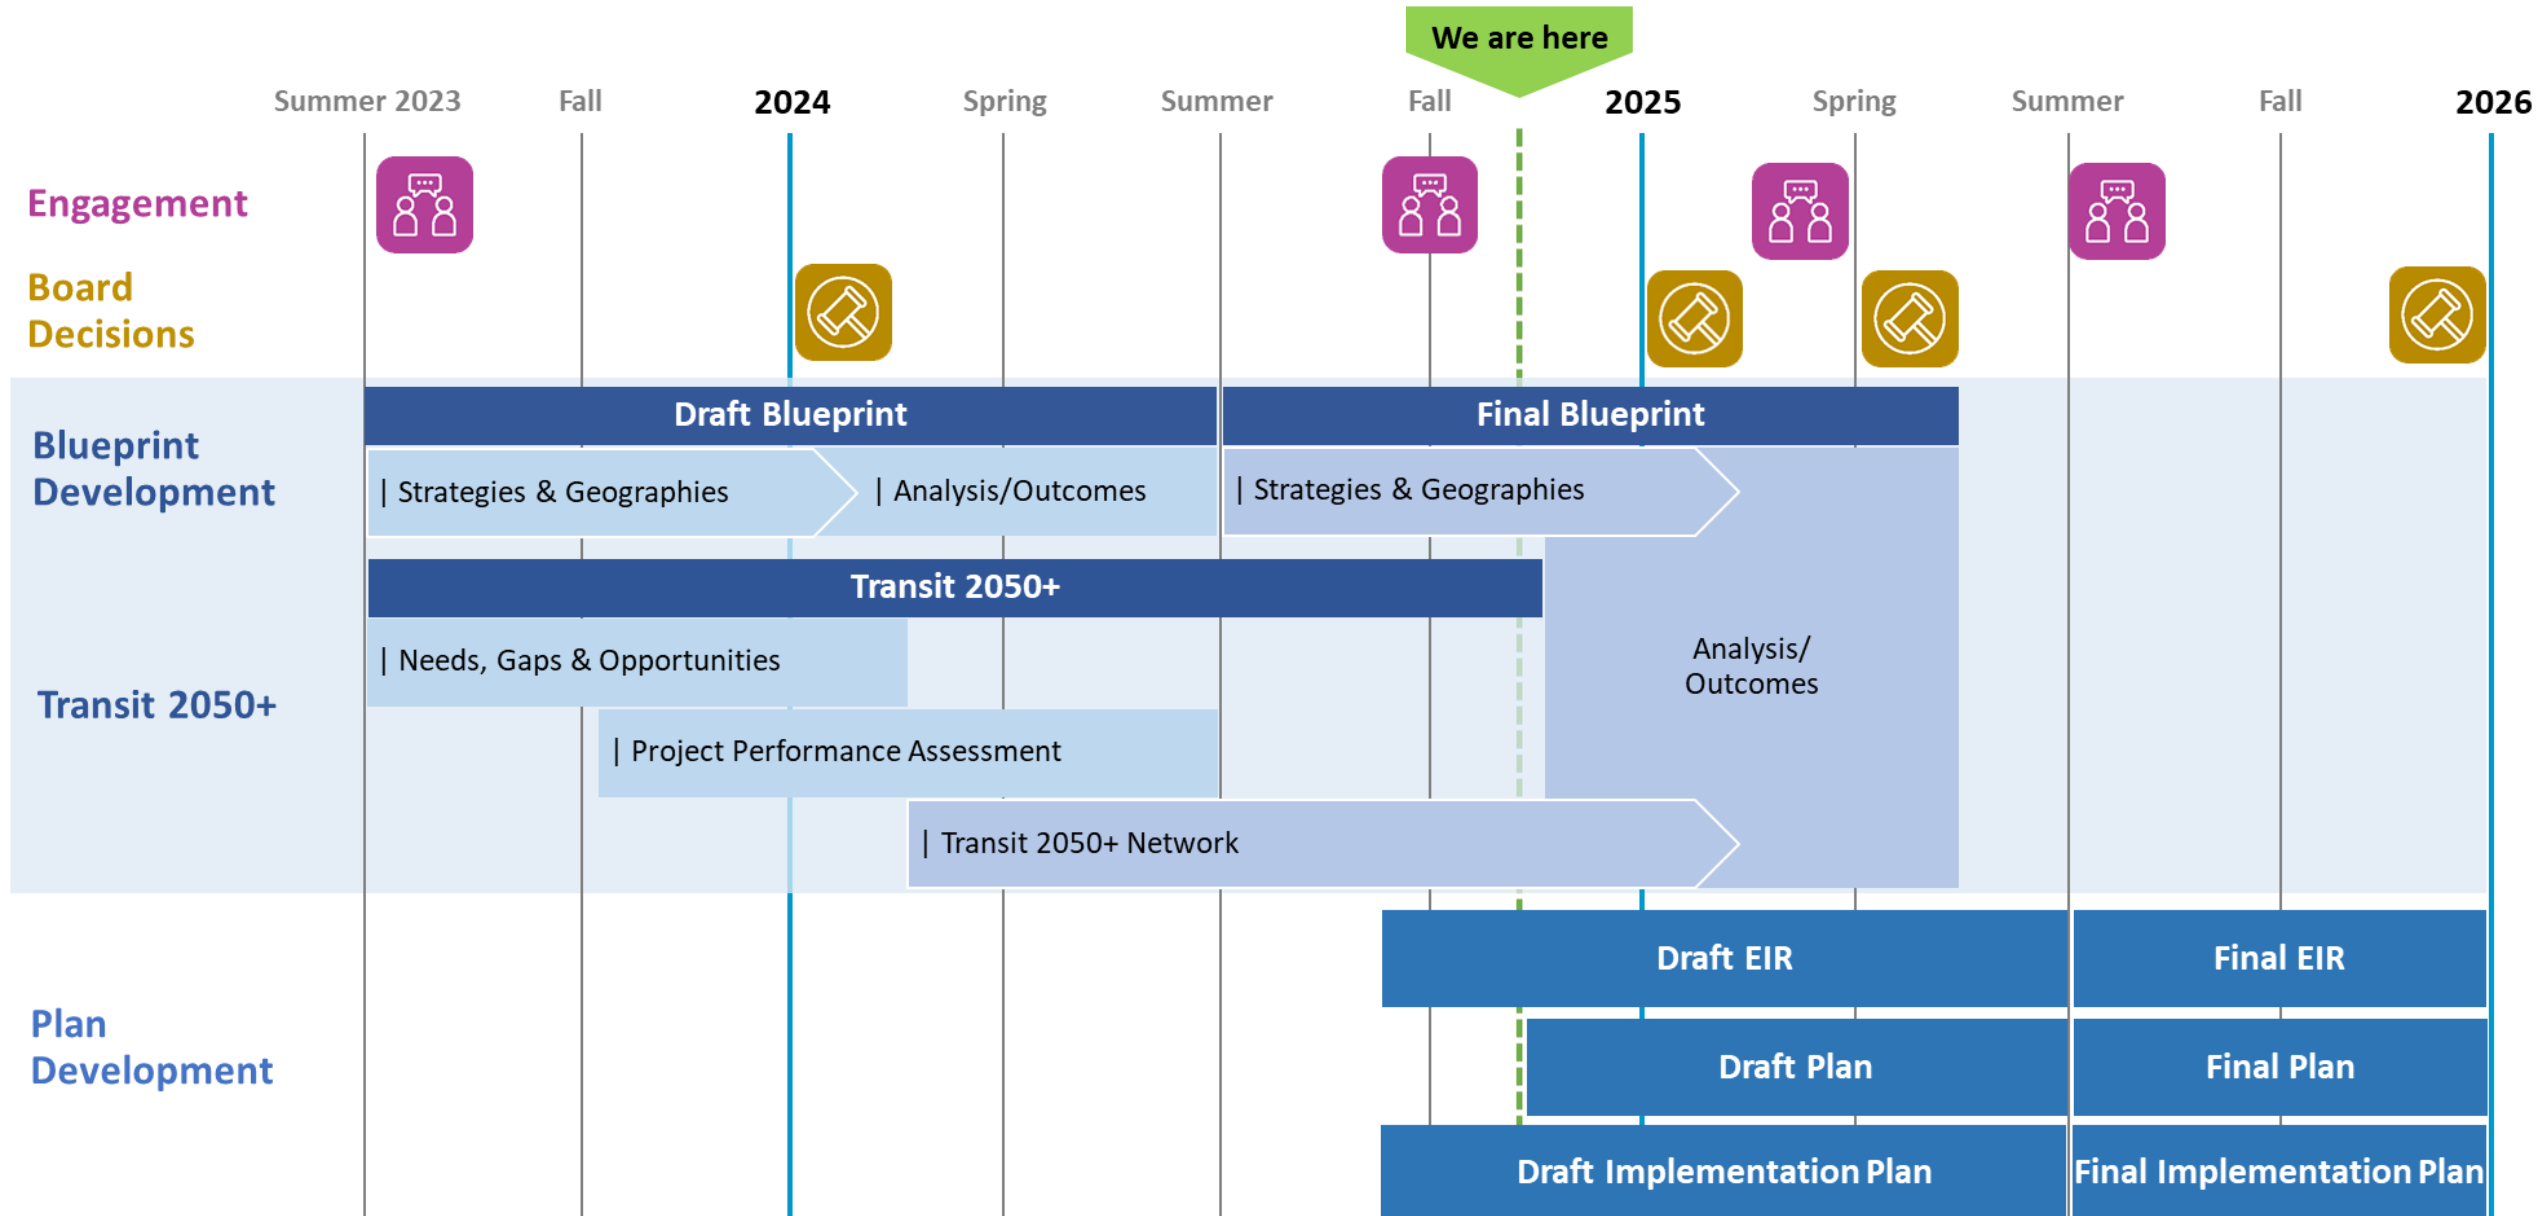 We are here
Summer 2023
Fall
2024
Spring
Summer
Fall
2025
Spring
Summer
Fall
2026
Engagement
Board
Decisions
Blueprint
Development
Draft Blueprint
Final Blueprint
| Strategies & Geographies
| Analysis/Outcomes
| Strategies & Geographies
Transit 2050+
Transit 2050+
| Needs, Gaps & Opportunities
| Project Performance Assessment
| Transit 2050+ Network
Analysis/
Outcomes
Plan
Development
Draft EIR
Final EIR
Draft Plan
Final Plan
Draft Implementation Plan
Final Implementation Plan